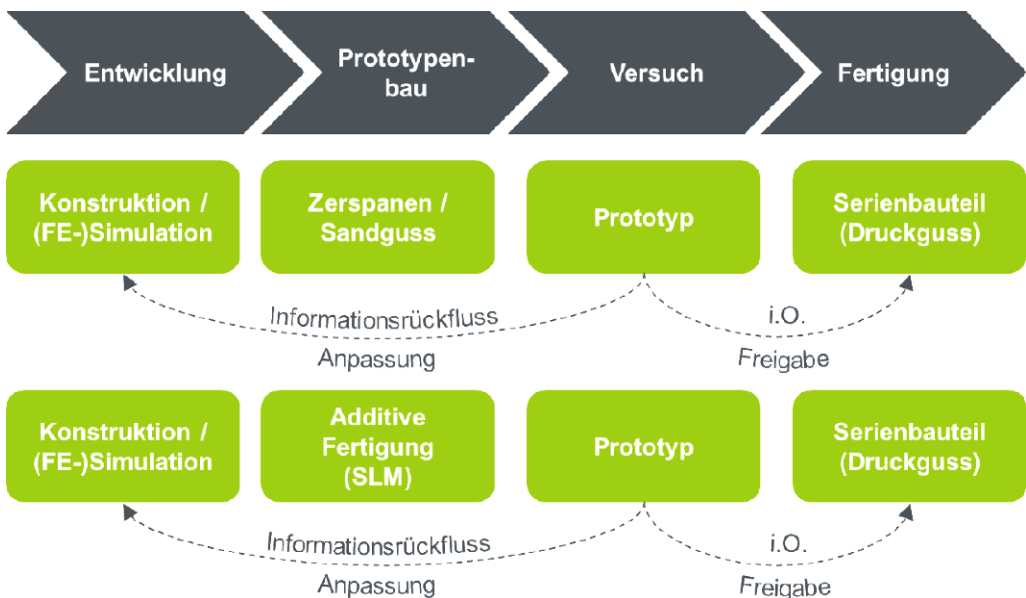 Entwicklung
Prototypen-
bau
Versuch
Fertigung
Konstruktion /
(FE-)Simulation
Zerspanen /
Sandguss
Prototyp
Serienbauteil
(Druckguss)
Informationsrückfluss
Anpassung
i.O.
Freigabe
Konstruktion /
(FE-)Simulation
Additive
Fertigung
(SLM)
Prototyp
Serienbauteil
(Druckguss)
Informationsrückfluss
Anpassung
i.O.
Freigabe